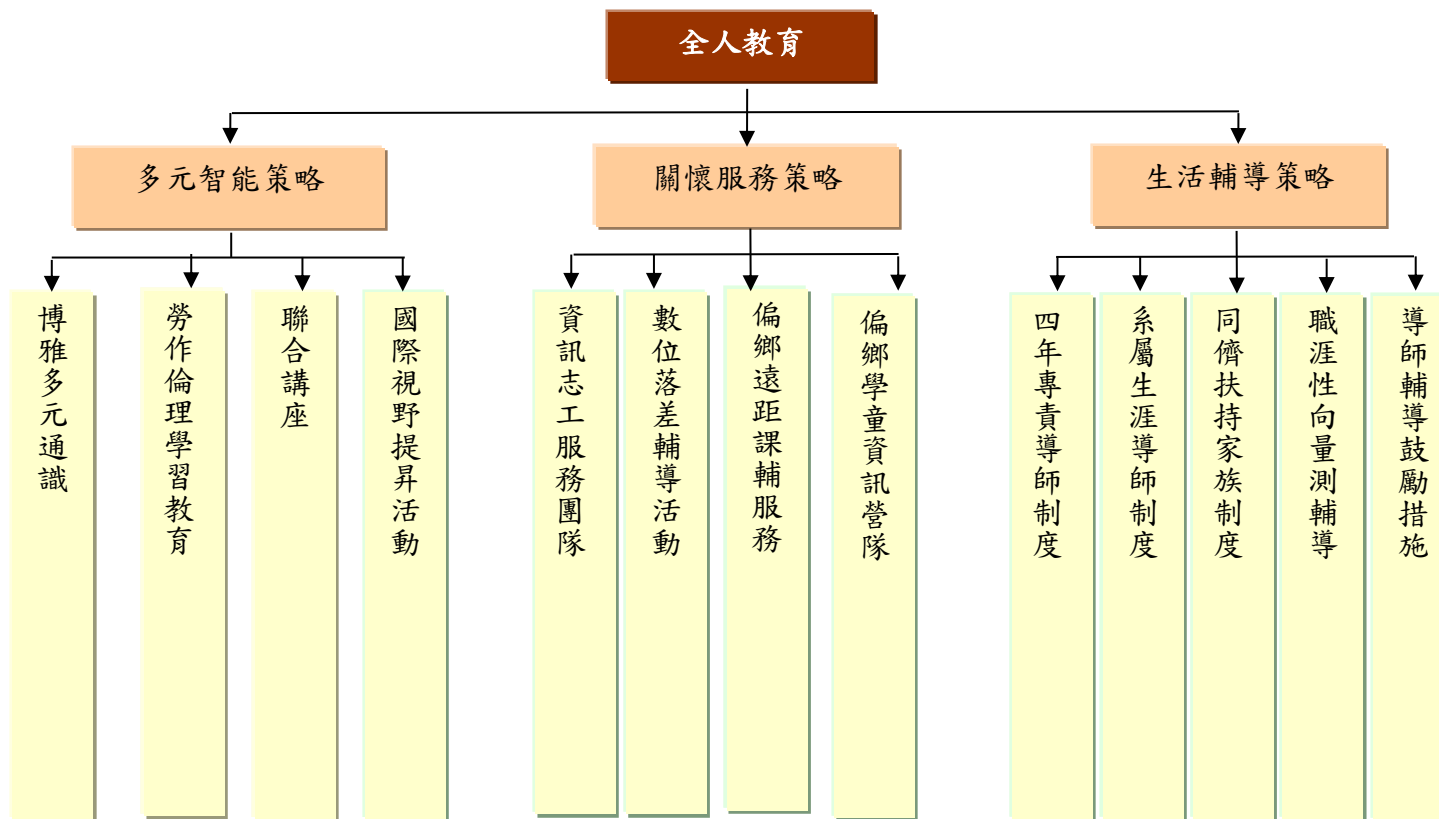 全人教育
多元智能策略
關懷服務策略
生活輔導策略
博雅多元通識
勞作倫理學習教育
聯合講座
國際視野提昇活動
資訊志工服務團隊
數位落差輔導活動
偏鄉遠距課輔服務
偏鄉學童資訊營隊
四年專責導師制度
系屬生涯導師制度
同儕扶持家族制度
職涯性向量測輔導
導師輔導鼓勵措施